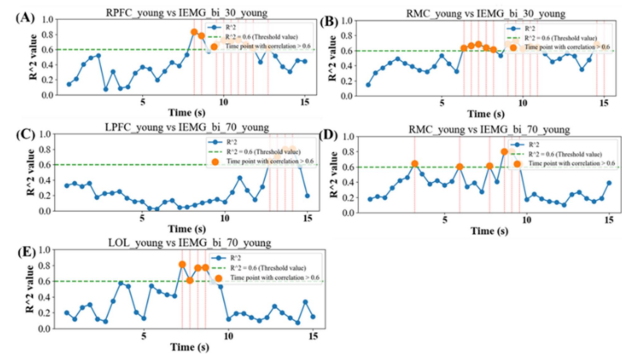 (A)
RPFC_young vs IEMG_bi_30_young
R^2 value
1.0
0.8
0.6
0.4
0.2
0.0
R^2
R^2 = 0.6 (Threshold value)
Time point with correlation > 0.6
5
10
15
Time (s)
(B)
RMC_young vs IEMG_bi_30_young
R^2 value
1.0
0.8
0.6
0.4
0.2
0.0
R^2
R^2 = 0.6 (Threshold value)
Time point with correlation > 0.6
5
10
15
Time (s)
(C)
LPFC_young vs IEMG_bi_70_young
R^2 value
1.0
0.8
0.6
0.4
0.2
0.0
R^2
R^2 = 0.6 (Threshold value)
Time point with correlation > 0.6
5
10
15
Time (s)
(D)
RMC_young vs IEMG_bi_70_young
R^2 value
1.0
0.8
0.6
0.4
0.2
0.0
R^2
R^2 = 0.6 (Threshold value)
Time point with correlation > 0.6
5
10
15
Time (s)
(E)
LOL_young vs IEMG_bi_70_young
R^2 value
1.0
0.8
0.6
0.4
0.2
0.0
R^2
R^2 = 0.6 (Threshold value)
Time point with correlation > 0.6
5
10
15
Time (s)